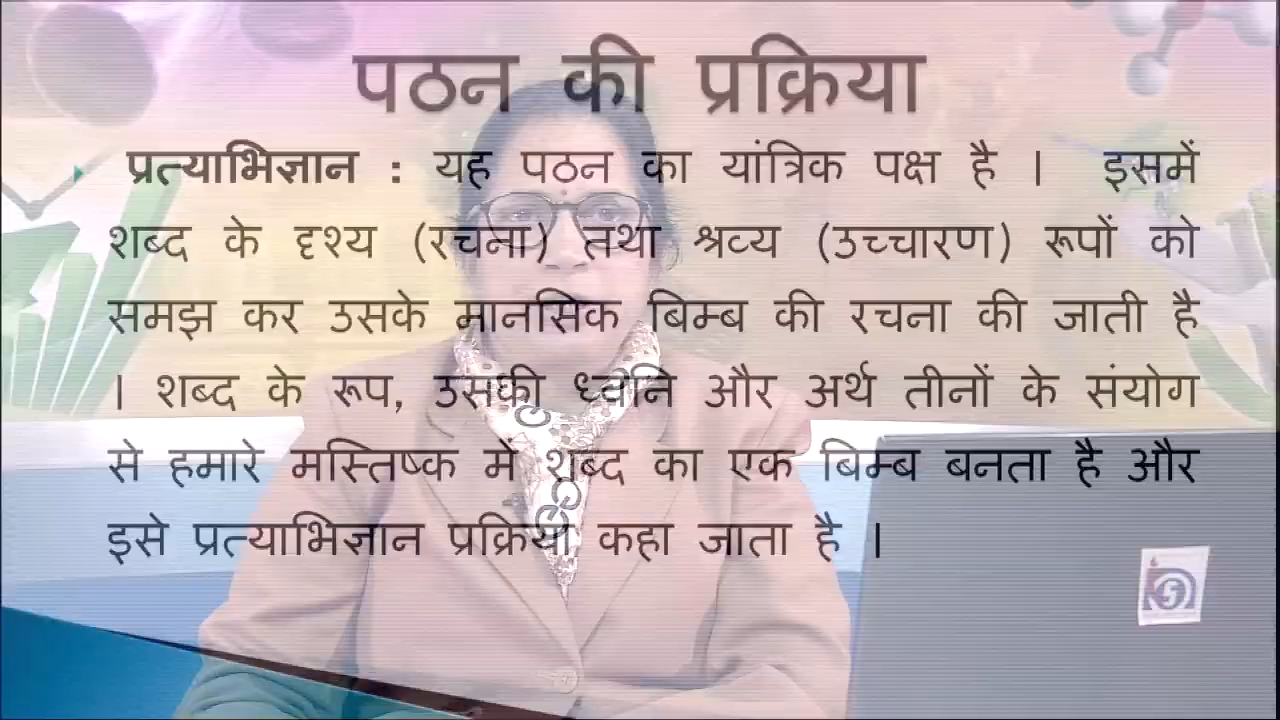 पठन की प्रक्रिया
प्रत्याभिज्ञान : यह पठन का यांत्रिक पक्ष है । इसमें
शब्द के दृश्य (रचना) तथा श्रव्य (उच्चारण) रूपों को
समझ कर उसके मानसिक बिम्ब की रचना की जाती है
। शब्द के रूप, उसकी ध्वनि और अर्थ तीनों के संयोग
से हमारे मस्तिष्क में शब्द का एक बिम्ब बनता है और
इसे प्रत्याभिज्ञान प्रक्रिया कहा जाता है ।